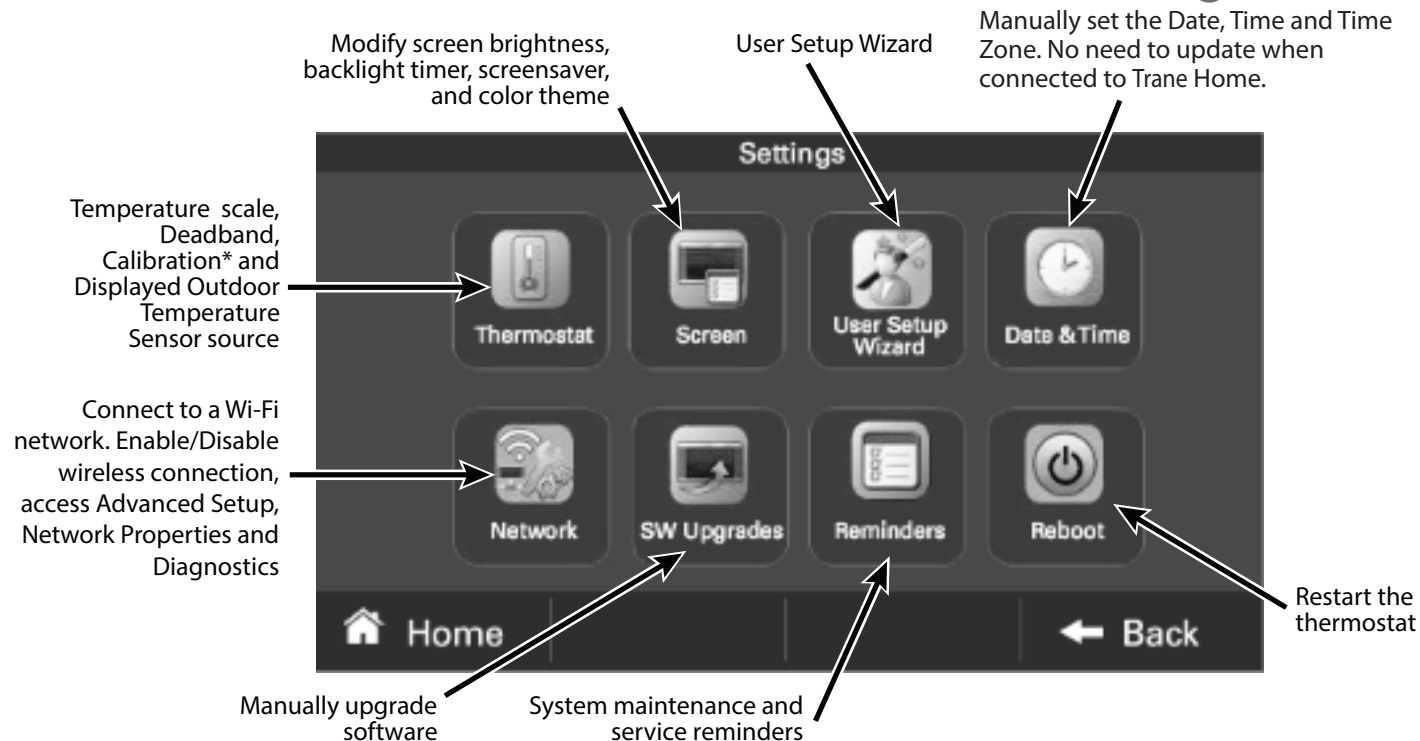 Manually set the Date, Time and Time
Zone. No need to update when
connected to Trane Home.
Modify screen brightness,
backlight timer, screensaver,
and color theme
User Setup Wizard
Settings
Temperature scale,
Deadband,
Calibration* and
Displayed Outdoor
Temperature
Sensor source
Thermostat
Screen
User Setup
Wizard
Date & Time
Connect to a Wi-Fi
network. Enable/Disable
wireless connection,
access Advanced Setup,
Network Properties and
Diagnostics
Network
SW Upgrades
Reminders
Reboot
Restart the
thermostat
Home
Back
Manually upgrade
software
System maintenance and
service reminders